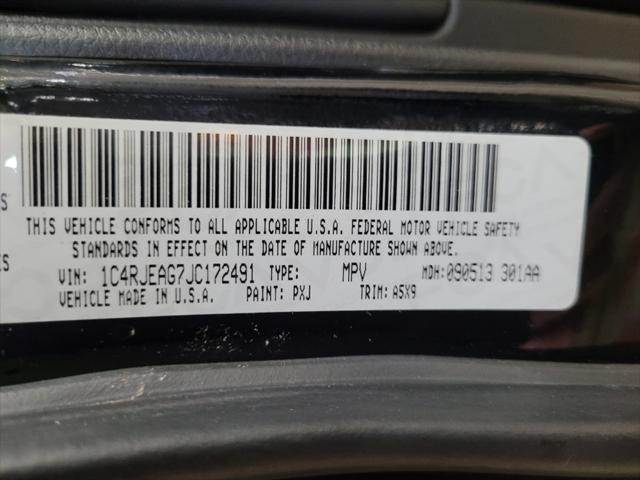 THIS VEHICLE CONFORMS TO ALL APPLICABLE U.S.A. FEDERAL MOTOR VEHICLE SAFETY
STANDARDS IN EFFECT ON THE DATE OF MANUFACTURE SHOWN ABOVE.
VIN: 1C4RJEAG7JC172491 TYPE: MPV MDH:090513 301AA
VEHICLE MADE IN U.S.A. PAINT: PXJ TRIM: A5X9